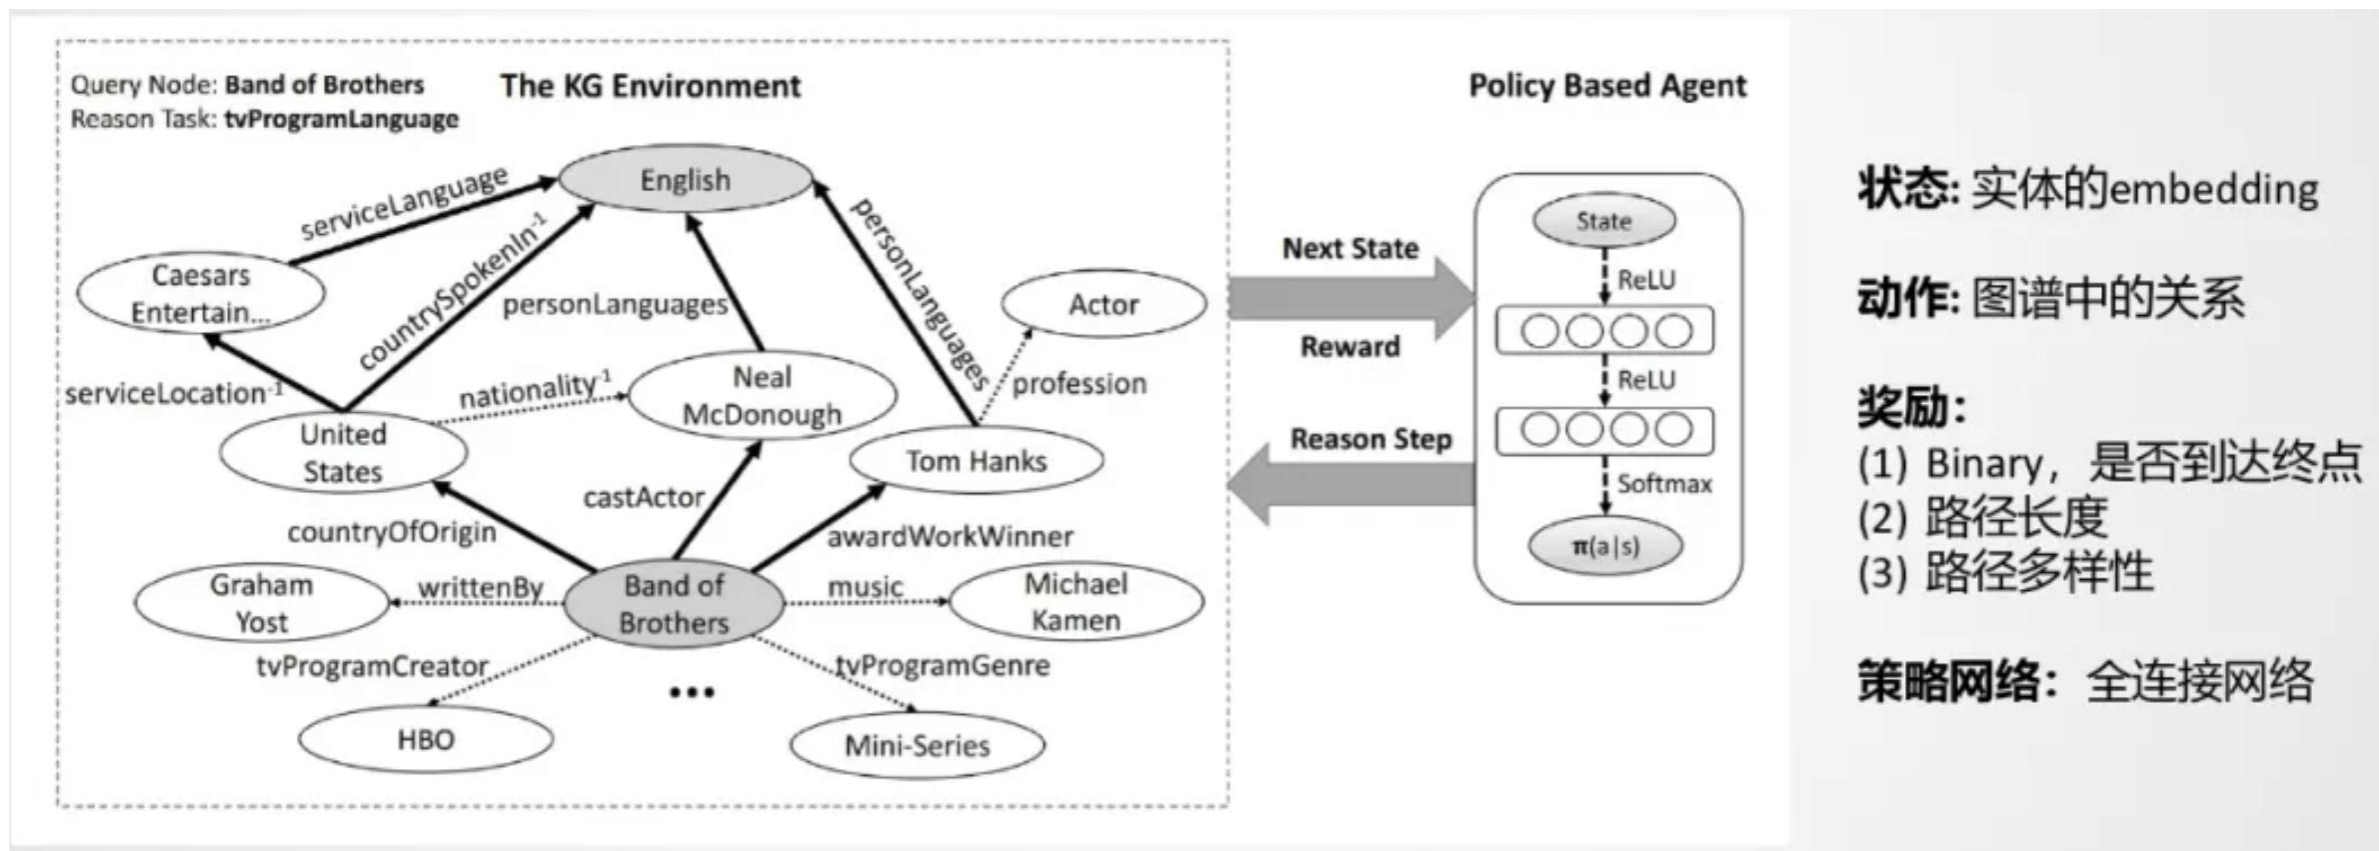 Query Node: Band of Brothers
Reason Task: tvProgramLanguage
The KG Environment
English
serviceLanguage
countrySpokenIn⁻¹
personLanguages
personLanguages
Caesars
Entertain...
Actor
profession
serviceLocation⁻¹
nationality⁻¹
Neal
McDonough
United
States
Tom Hanks
castActor
countryOfOrigin
awardWorkWinner
Graham
Yost
writtenBy
Band of
Brothers
music
Michael
Kamen
tvProgramCreator
tvProgramGenre
...
HBO
Mini-Series
Next State
Reward
Reason Step
Policy Based Agent
State
ReLU
ReLU
Softmax
π(a|s)
状态: 实体的embedding
动作: 图谱中的关系
奖励：
(1) Binary，是否到达终点
(2) 路径长度
(3) 路径多样性
策略网络：全连接网络